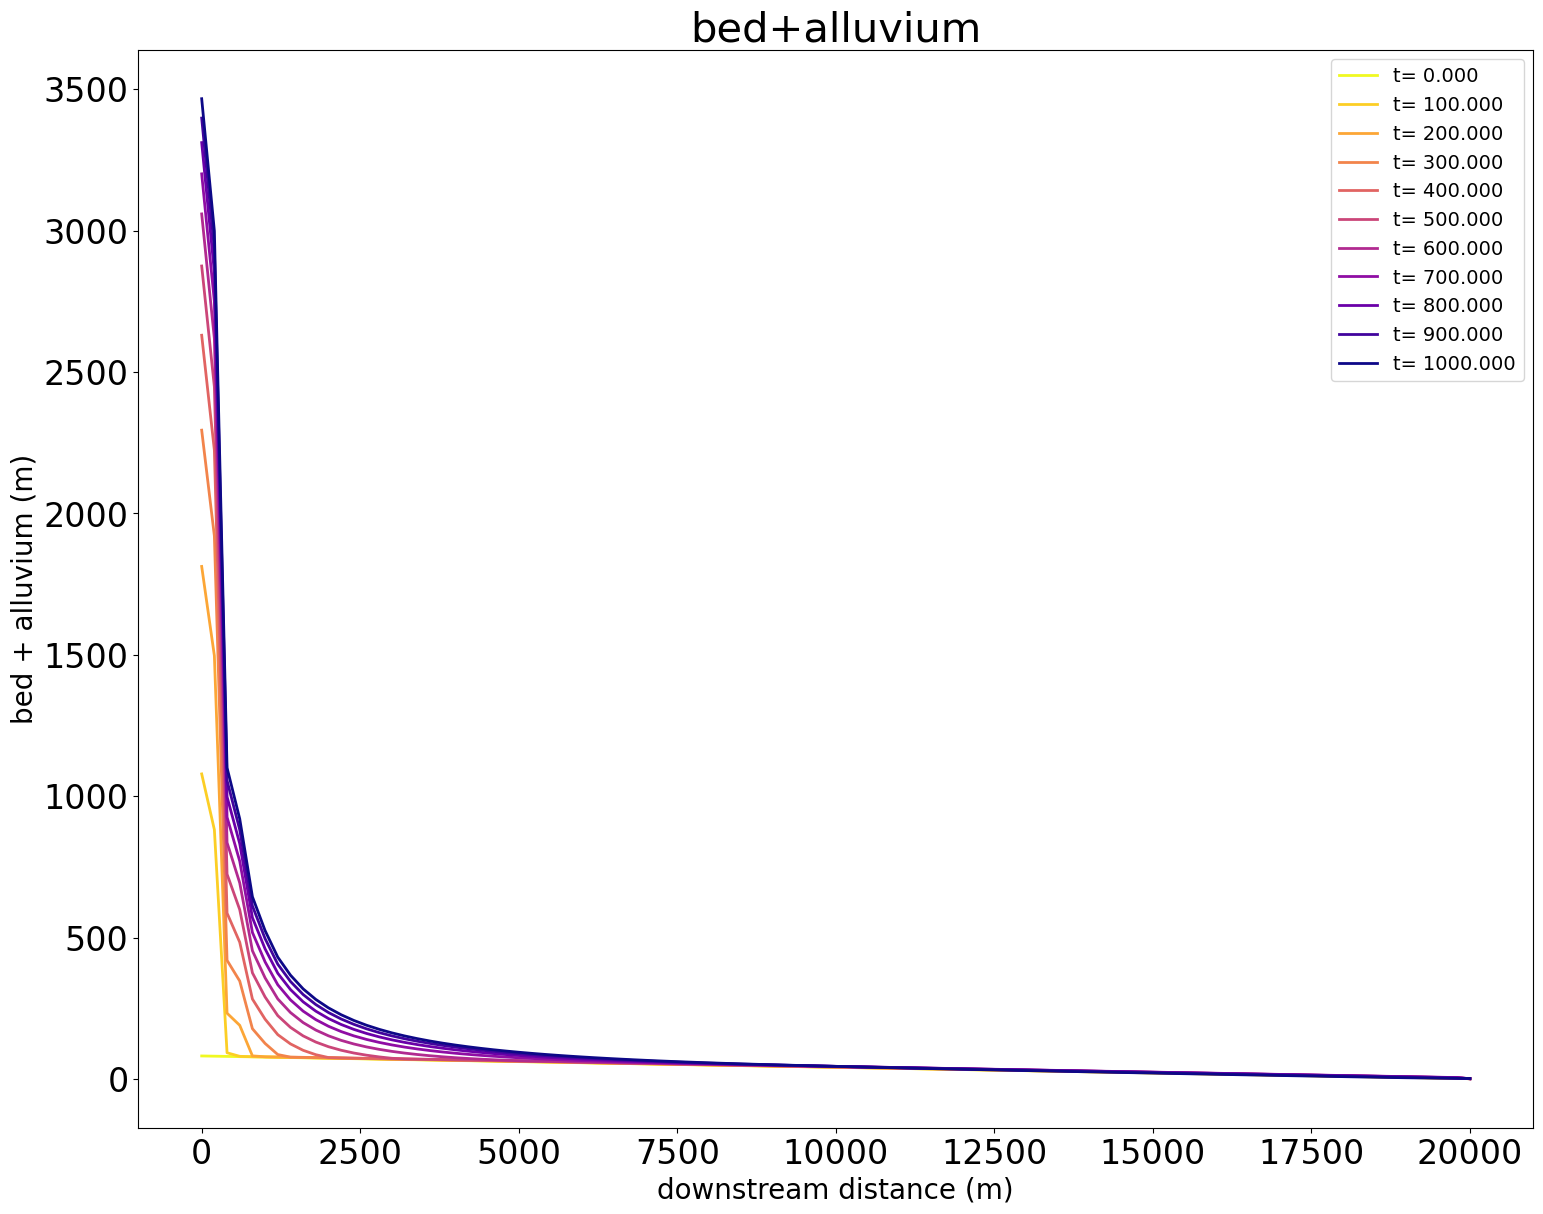 bed+alluvium
3500
3000
2500
2000
1500
1000
500
0
bed + alluvium (m)
t= 0.000
t= 100.000
t= 200.000
t= 300.000
t= 400.000
t= 500.000
t= 600.000
t= 700.000
t= 800.000
t= 900.000
t= 1000.000
0 2500 5000 7500 10000 12500 15000 17500 20000
downstream distance (m)